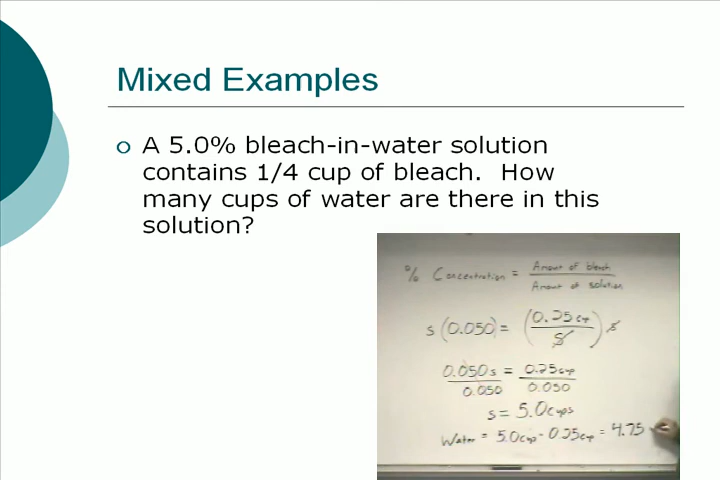 Mixed Examples
A 5.0% bleach-in-water solution
contains 1/4 cup of bleach. How
many cups of water are there in this
solution?
% Concentration = Amount of bleach / Amount of solution
s (0.050) = (0.25 cup / s) s
0.050 s / 0.050 = 0.25 cup / 0.050
s = 5.0 cups
Water = 5.0 cup - 0.25 cup = 4.75